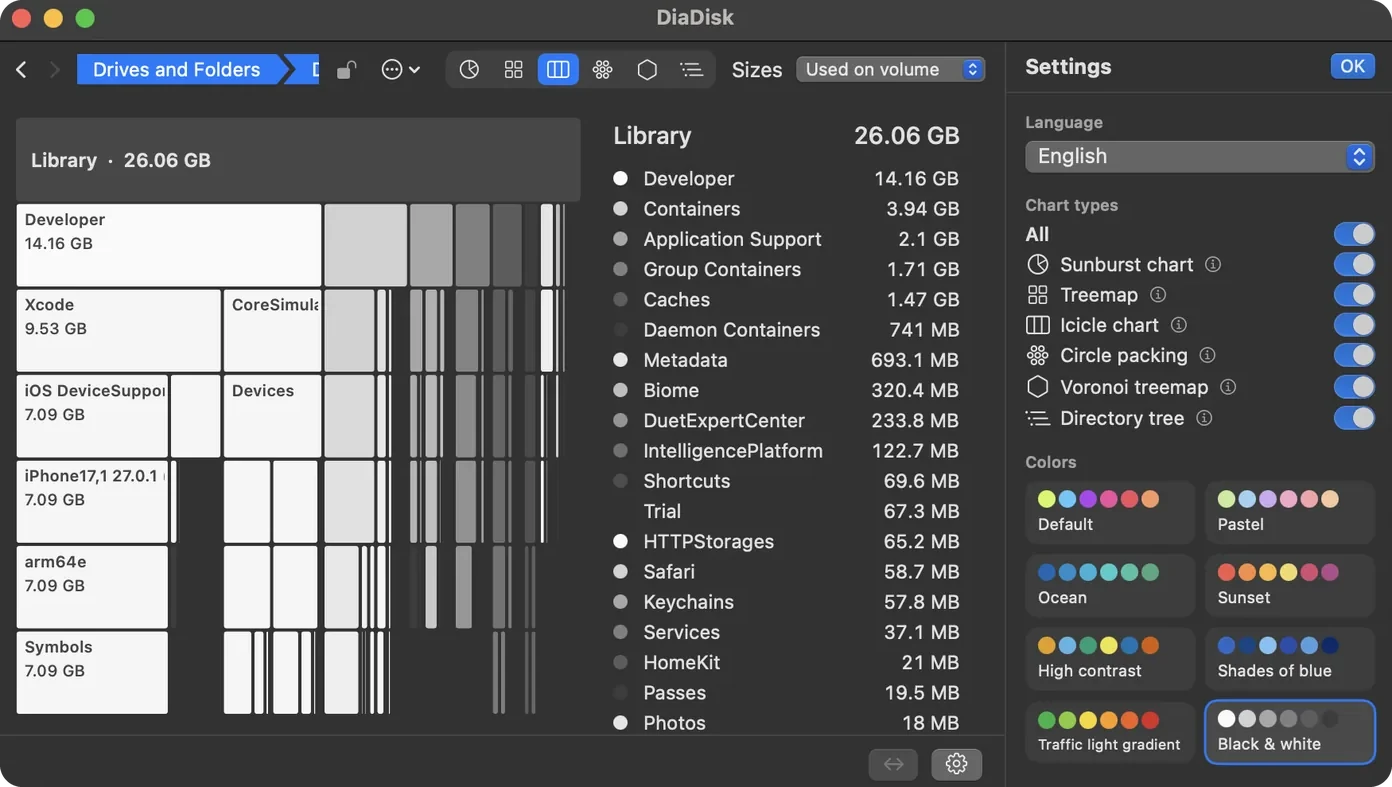 DiaDisk
Drives and Folders
Sizes
Used on volume
Library · 26.06 GB
Developer
14.16 GB
Xcode
9.53 GB
CoreSimula
iOS DeviceSuppor
7.09 GB
Devices
iPhone17,1 27.0.1
7.09 GB
arm64e
7.09 GB
Symbols
7.09 GB
Library 26.06 GB
Developer 14.16 GB
Containers 3.94 GB
Application Support 2.1 GB
Group Containers 1.71 GB
Caches 1.47 GB
Daemon Containers 741 MB
Metadata 693.1 MB
Biome 320.4 MB
DuetExpertCenter 233.8 MB
IntelligencePlatform 122.7 MB
Shortcuts 69.6 MB
Trial 67.3 MB
HTTPStorages 65.2 MB
Safari 58.7 MB
Keychains 57.8 MB
Services 37.1 MB
HomeKit 21 MB
Passes 19.5 MB
Photos 18 MB
Settings
OK
Language
English
Chart types
All
Sunburst chart
Treemap
Icicle chart
Circle packing
Voronoi treemap
Directory tree
Colors
Default
Pastel
Ocean
Sunset
High contrast
Shades of blue
Traffic light gradient
Black & white